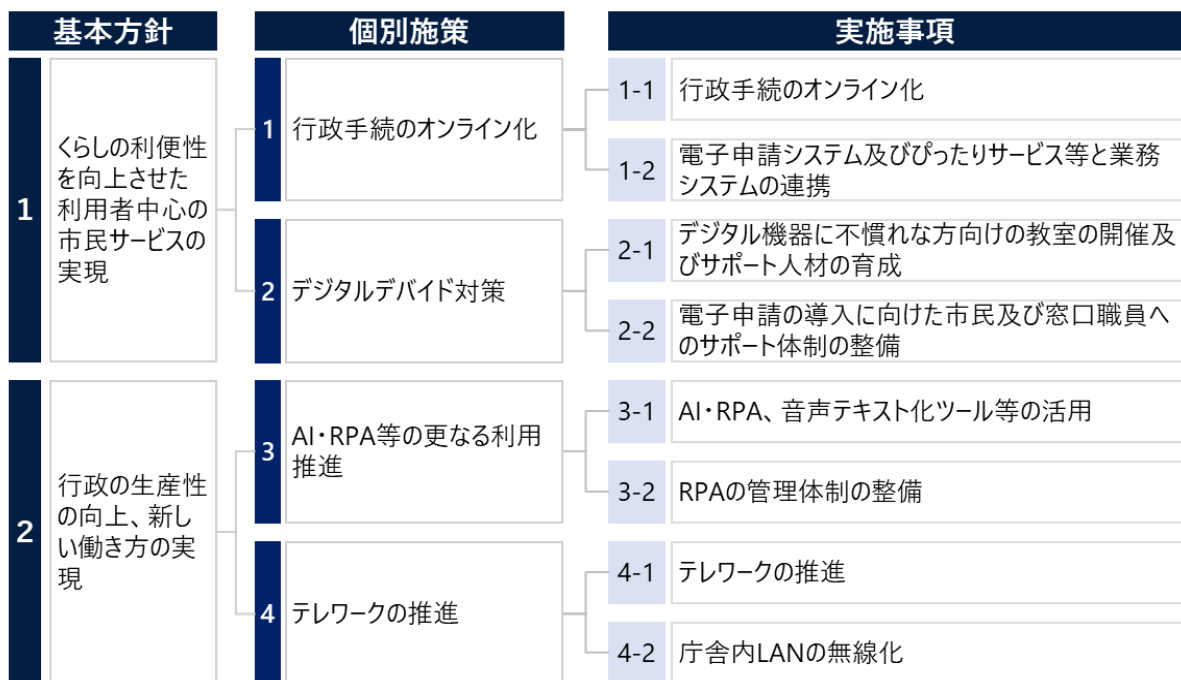 基本方針
個別施策
実施事項
1
くらしの利便性
を向上させた
利用者中心の
市民サービスの
実現
1
行政手続のオンライン化
1-1
行政手続のオンライン化
1-2
電子申請システム及びぴったりサービス等と業務
システムの連携
2
デジタルデバイド対策
2-1
デジタル機器に不慣れな方向けの教室の開催及
びサポート人材の育成
2-2
電子申請の導入に向けた市民及び窓口職員へ
のサポート体制の整備
2
行政の生産性
の向上、新し
い働き方の実
現
3
AI・RPA等の更なる利用
推進
3-1
AI・RPA、音声テキスト化ツール等の活用
3-2
RPAの管理体制の整備
4
テレワークの推進
4-1
テレワークの推進
4-2
庁舎内LANの無線化